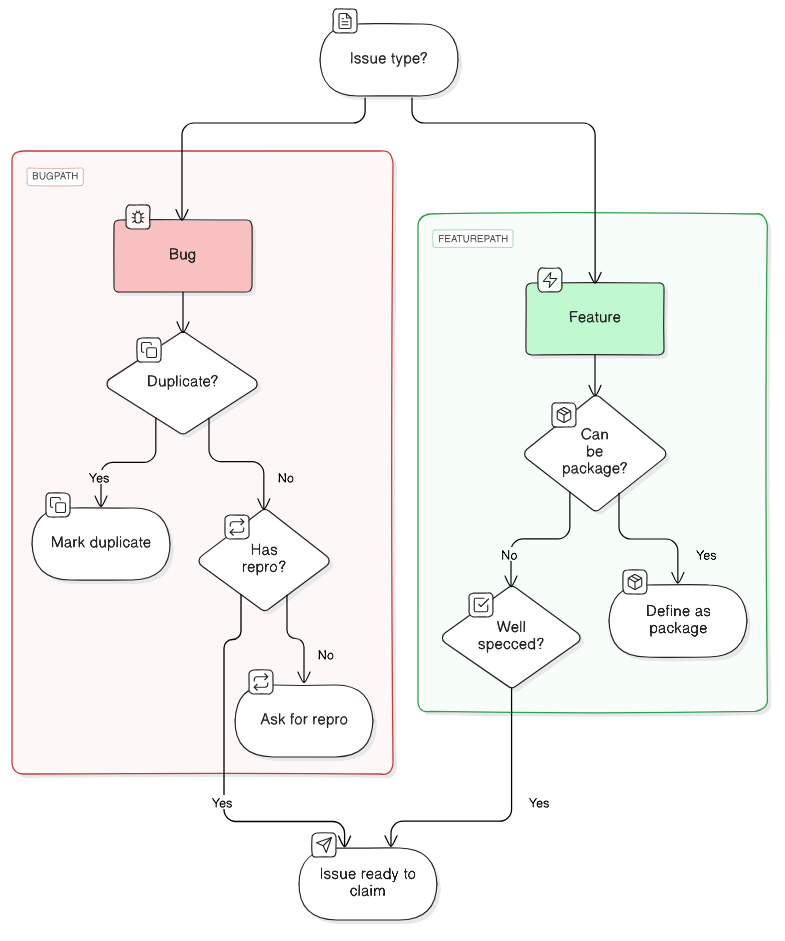 Issue type?
BUGPATH
Bug
FEATUREPATH
Feature
Duplicate?
Can
be
package?
Yes
No
Mark duplicate
Has
repro?
No
Yes
Well
specced?
Define as
package
No
Ask for repro
Yes
Yes
Issue ready to
claim